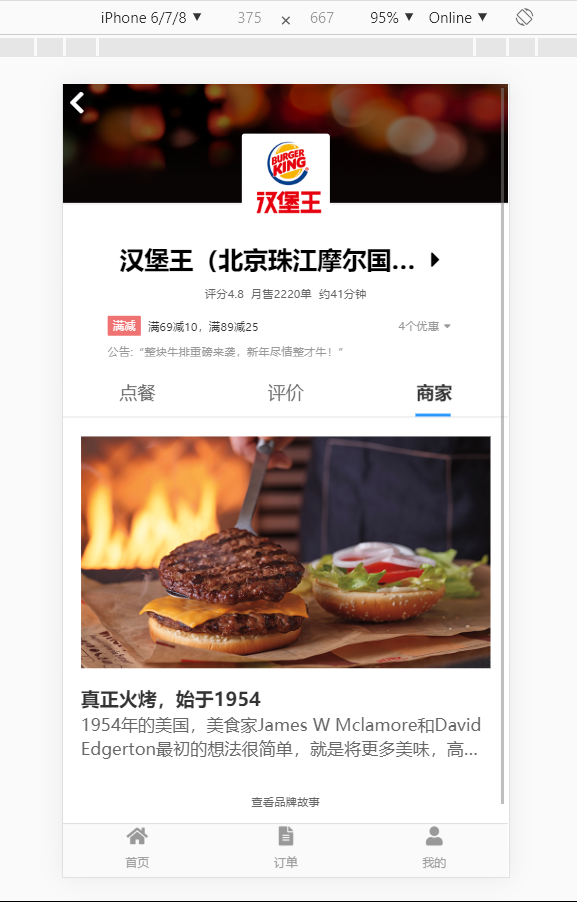 iPhone 6/7/8 ▼ 375 × 667 95% ▼ Online ▼
BURGER
KING
汉堡王
汉堡王（北京珠江摩尔国... 
评分4.8 月售2220单 约41分钟
满减 满69减10，满89减25 4个优惠
公告:“整块牛排重磅来袭，新年尽情整才牛！”
点餐 评价 商家
真正火烤，始于1954
1954年的美国，美食家James W Mclamore和David
Edgerton最初的想法很简单，就是将更多美味，高...
查看品牌故事
首页 订单 我的